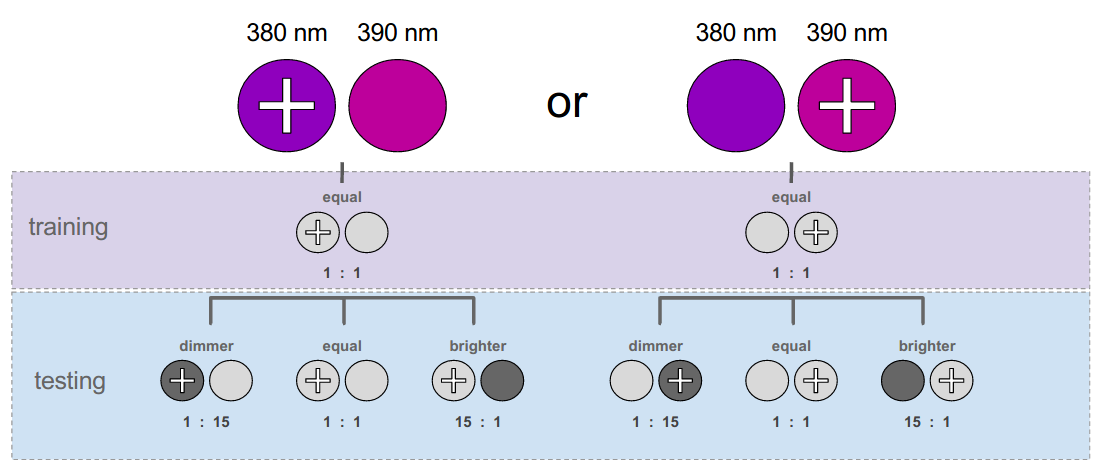 380 nm 390 nm 380 nm 390 nm
or
equal equal
training
1 : 1 1 : 1
dimmer equal brighter dimmer equal brighter
testing
1 : 15 1 : 1 15 : 1 1 : 15 1 : 1 15 : 1